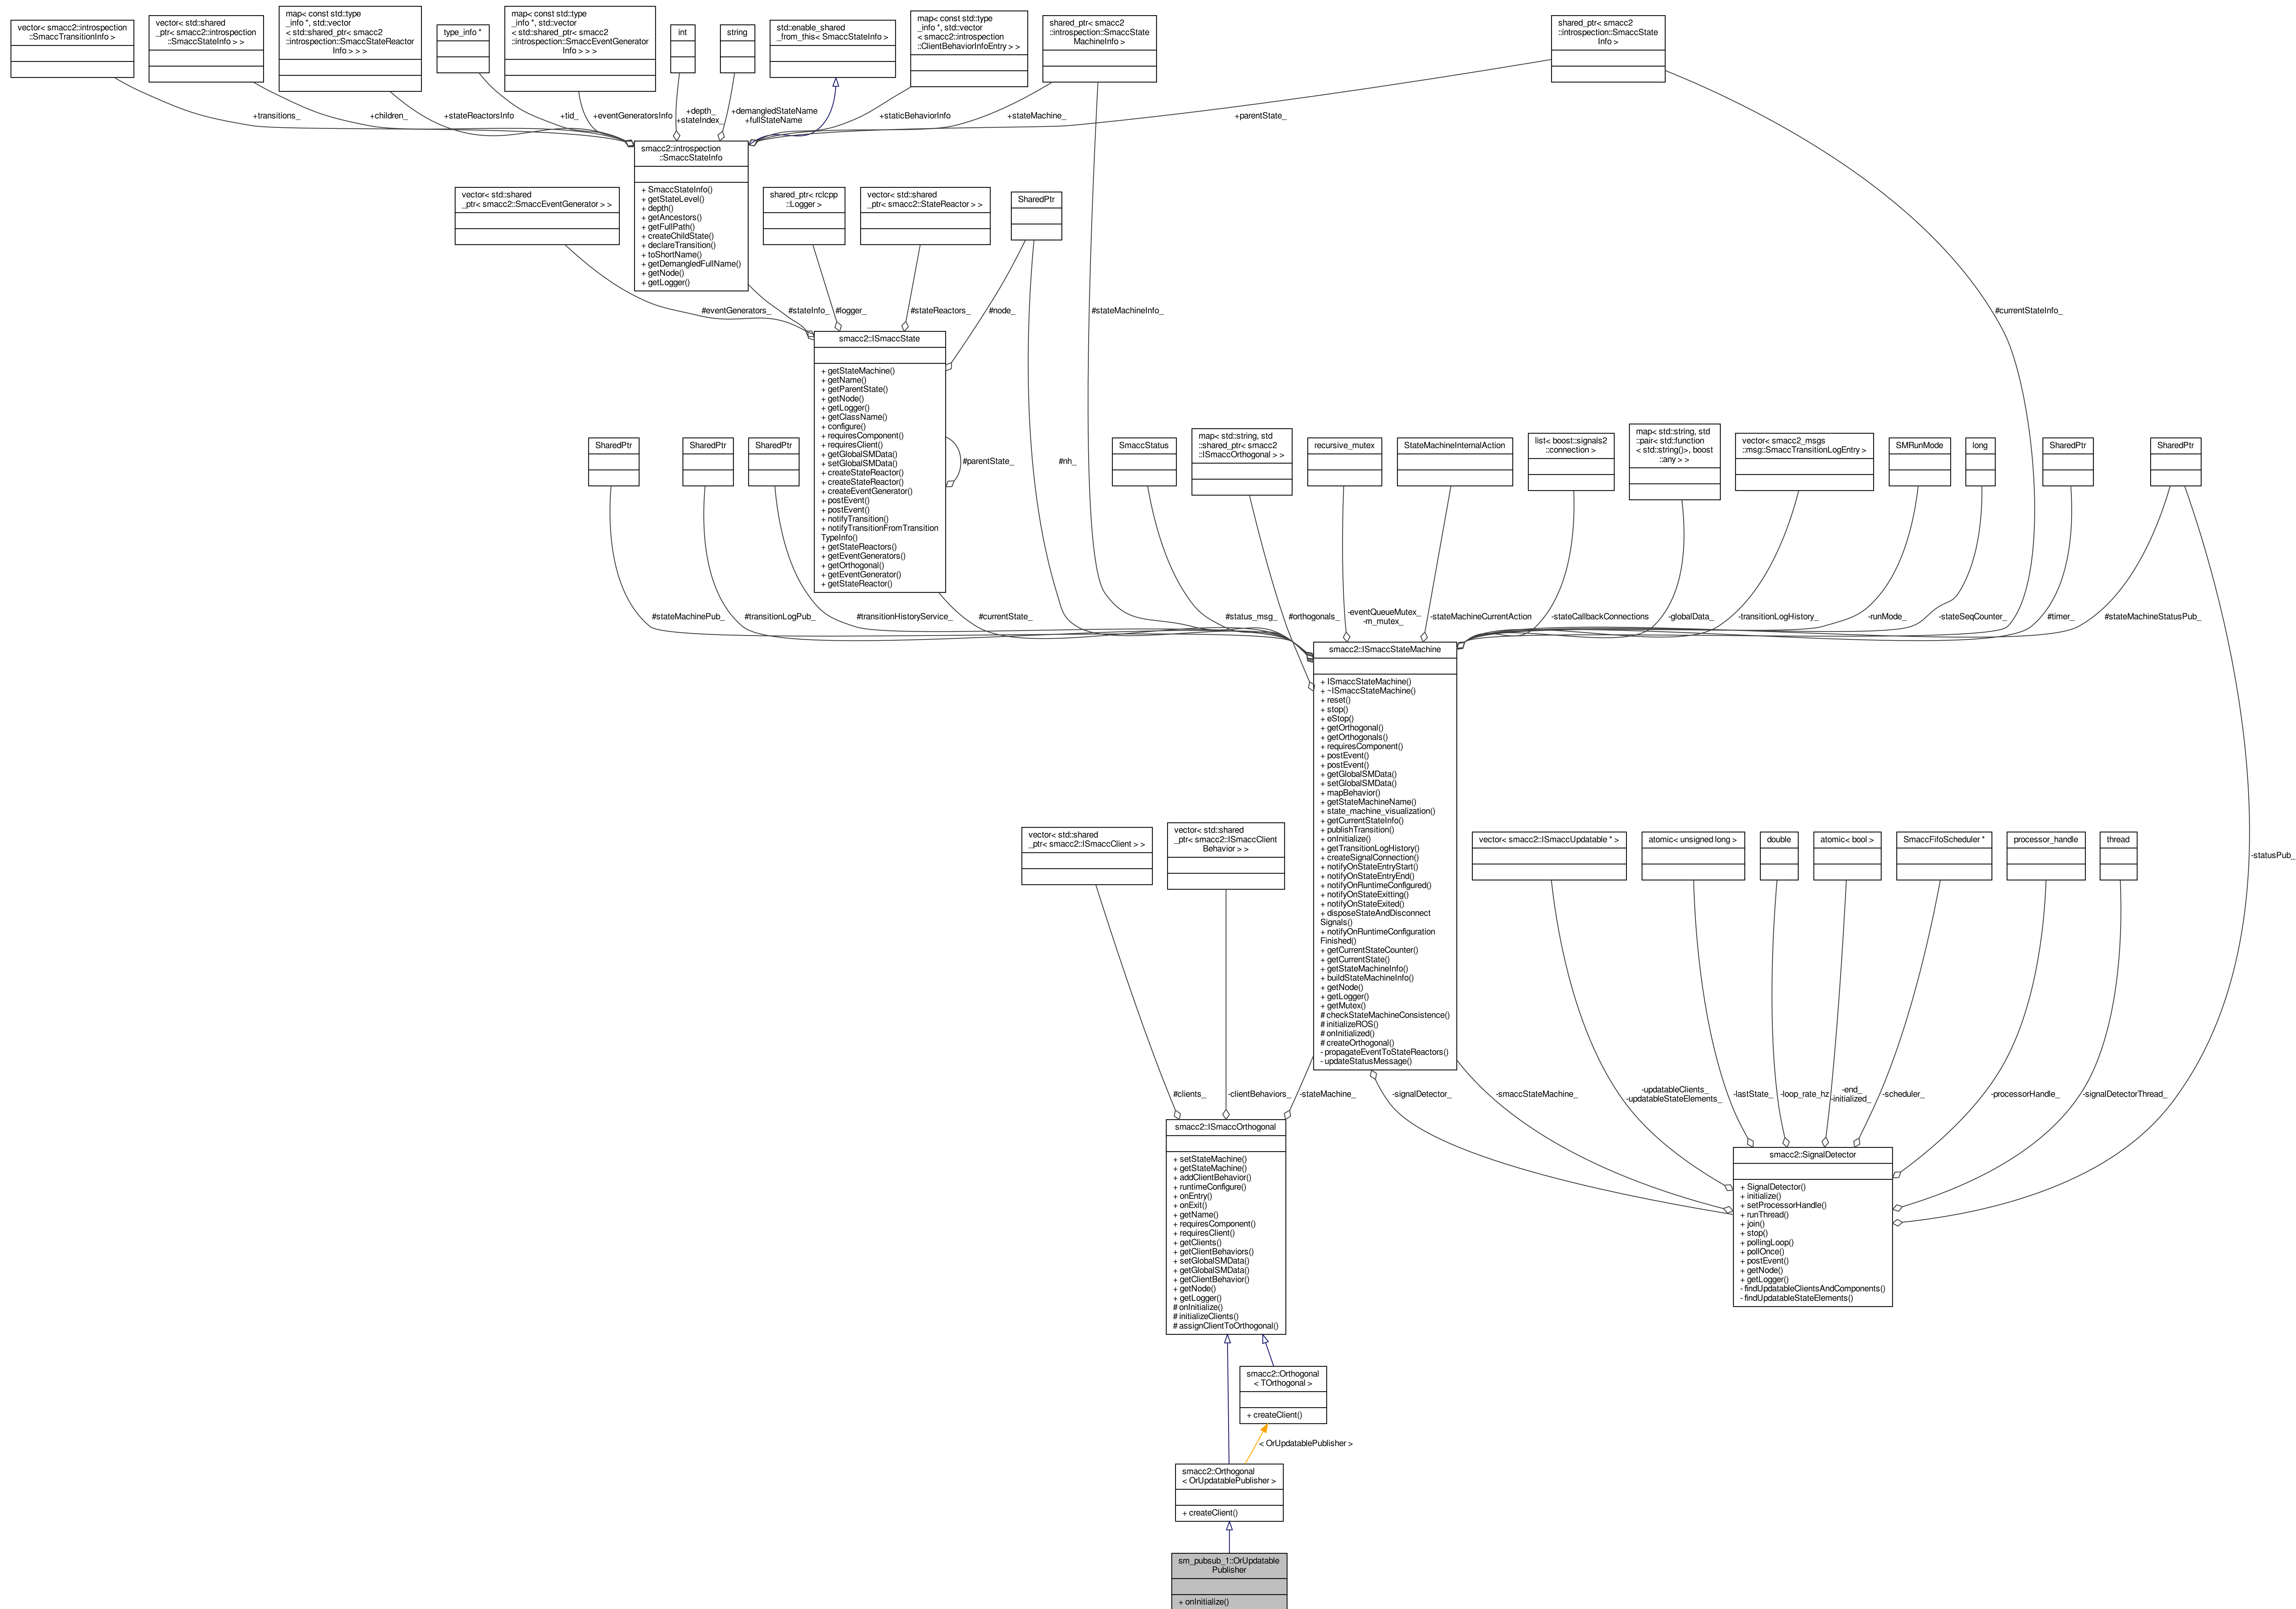 vector< smacc2::introspection
::SmaccTransitionInfo >
vector< std::shared
_ptr< smacc2::introspection
::SmaccStateInfo > >
map< const std::type
_info *, std::vector
< std::shared_ptr< smacc2
::introspection::SmaccStateReactor
Info > > >
type_info *
map< const std::type
_info *, std::vector
< std::shared_ptr< smacc2
::introspection::SmaccEventGenerator
Info > > >
int
string
std::enable_shared
_from_this< SmaccStateInfo >
map< const std::type
_info *, std::vector
< smacc2::introspection
::ClientBehaviorInfoEntry > >
shared_ptr< smacc2
::introspection::SmaccState
MachineInfo >
shared_ptr< smacc2
::introspection::SmaccState
Info >
+transitions_
+children_
+stateReactorsInfo
+tid_
+eventGeneratorsInfo
+depth_
+stateIndex_
+demangledStateName
+fullStateName
+staticBehaviorInfo
+stateMachine_
+parentState_
smacc2::introspection
::SmaccStateInfo
+ SmaccStateInfo()
+ getStateLevel()
+ depth()
+ getAncestors()
+ getFullPath()
+ createChildState()
+ declareTransition()
+ toShortName()
+ getDemangledFullName()
+ getNode()
+ getLogger()
vector< std::shared
_ptr< smacc2::SmaccEventGenerator > >
shared_ptr< rclcpp
::Logger >
vector< std::shared
_ptr< smacc2::StateReactor > >
SharedPtr
#eventGenerators_
#stateInfo_
#logger_
#stateReactors_
#node_
#stateMachineInfo_
#currentStateInfo_
smacc2::ISmaccState
+ getStateMachine()
+ getName()
+ getParentState()
+ getNode()
+ getLogger()
+ getClassName()
+ configure()
+ requiresComponent()
+ requiresClient()
+ getGlobalSMData()
+ setGlobalSMData()
+ createStateReactor()
+ createStateReactor()
+ createEventGenerator()
+ postEvent()
+ postEvent()
+ notifyTransition()
+ notifyTransitionFromTransition
TypeInfo()
+ getStateReactors()
+ getEventGenerators()
+ getOrthogonal()
+ getEventGenerator()
+ getStateReactor()
#parentState_
#nh_
SharedPtr
SharedPtr
SharedPtr
SmaccStatus
map< std::string, std
::shared_ptr< smacc2
::ISmaccOrthogonal > >
recursive_mutex
StateMachineInternalAction
list< boost::signals2
::connection >
map< std::string, std
::pair< std::function
< std::string()>, boost
::any > >
vector< smacc2_msgs
::msg::SmaccTransitionLogEntry >
SMRunMode
long
SharedPtr
SharedPtr
#stateMachinePub_
#transitionLogPub_
#transitionHistoryService_
#currentState_
#status_msg_
#orthogonals_
-eventQueueMutex_
-m_mutex_
-stateMachineCurrentAction
-stateCallbackConnections
-globalData_
-transitionLogHistory_
-runMode_
-stateSeqCounter_
#timer_
#stateMachineStatusPub_
smacc2::ISmaccStateMachine
+ ISmaccStateMachine()
+ ~ISmaccStateMachine()
+ reset()
+ stop()
+ eStop()
+ getOrthogonal()
+ getOrthogonals()
+ requiresComponent()
+ postEvent()
+ postEvent()
+ getGlobalSMData()
+ setGlobalSMData()
+ mapBehavior()
+ getStateMachineName()
+ state_machine_visualization()
+ getCurrentStateInfo()
+ publishTransition()
+ onInitialize()
+ getTransitionLogHistory()
+ createSignalConnection()
+ notifyOnStateEntryStart()
+ notifyOnStateEntryEnd()
+ notifyOnRuntimeConfigured()
+ notifyOnStateExitting()
+ notifyOnStateExited()
+ disposeStateAndDisconnect
Signals()
+ notifyOnRuntimeConfiguration
Finished()
+ getCurrentStateCounter()
+ getCurrentState()
+ getStateMachineInfo()
+ buildStateMachineInfo()
+ getNode()
+ getLogger()
+ getMutex()
# checkStateMachineConsistence()
# initializeROS()
# onInitialized()
# createOrthogonal()
- propagateEventToStateReactors()
- updateStatusMessage()
vector< std::shared
_ptr< smacc2::ISmaccClient > >
vector< std::shared
_ptr< smacc2::ISmaccClient
Behavior > >
vector< smacc2::ISmaccUpdatable * >
atomic< unsigned long >
double
atomic< bool >
SmaccFifoScheduler *
processor_handle
thread
-statusPub_
#clients_
-clientBehaviors_
-stateMachine_
-signalDetector_
-smaccStateMachine_
-updatableClients_
-updatableStateElements_
-lastState_
-loop_rate_hz
-end_
-initialized_
-scheduler_
-processorHandle_
-signalDetectorThread_
smacc2::ISmaccOrthogonal
+ setStateMachine()
+ getStateMachine()
+ addClientBehavior()
+ runtimeConfigure()
+ onEntry()
+ onExit()
+ getName()
+ requiresComponent()
+ requiresClient()
+ getClients()
+ getClientBehaviors()
+ setGlobalSMData()
+ getGlobalSMData()
+ getClientBehavior()
+ getNode()
+ getLogger()
# onInitialize()
# initializeClients()
# assignClientToOrthogonal()
smacc2::SignalDetector
+ SignalDetector()
+ initialize()
+ setProcessorHandle()
+ runThread()
+ join()
+ stop()
+ pollingLoop()
+ pollOnce()
+ postEvent()
+ getNode()
+ getLogger()
- findUpdatableClientsAndComponents()
- findUpdatableStateElements()
smacc2::Orthogonal
< TOrthogonal >
+ createClient()
< OrUpdatablePublisher >
smacc2::Orthogonal
< OrUpdatablePublisher >
+ createClient()
sm_pubsub_1::OrUpdatable
Publisher
+ onInitialize()